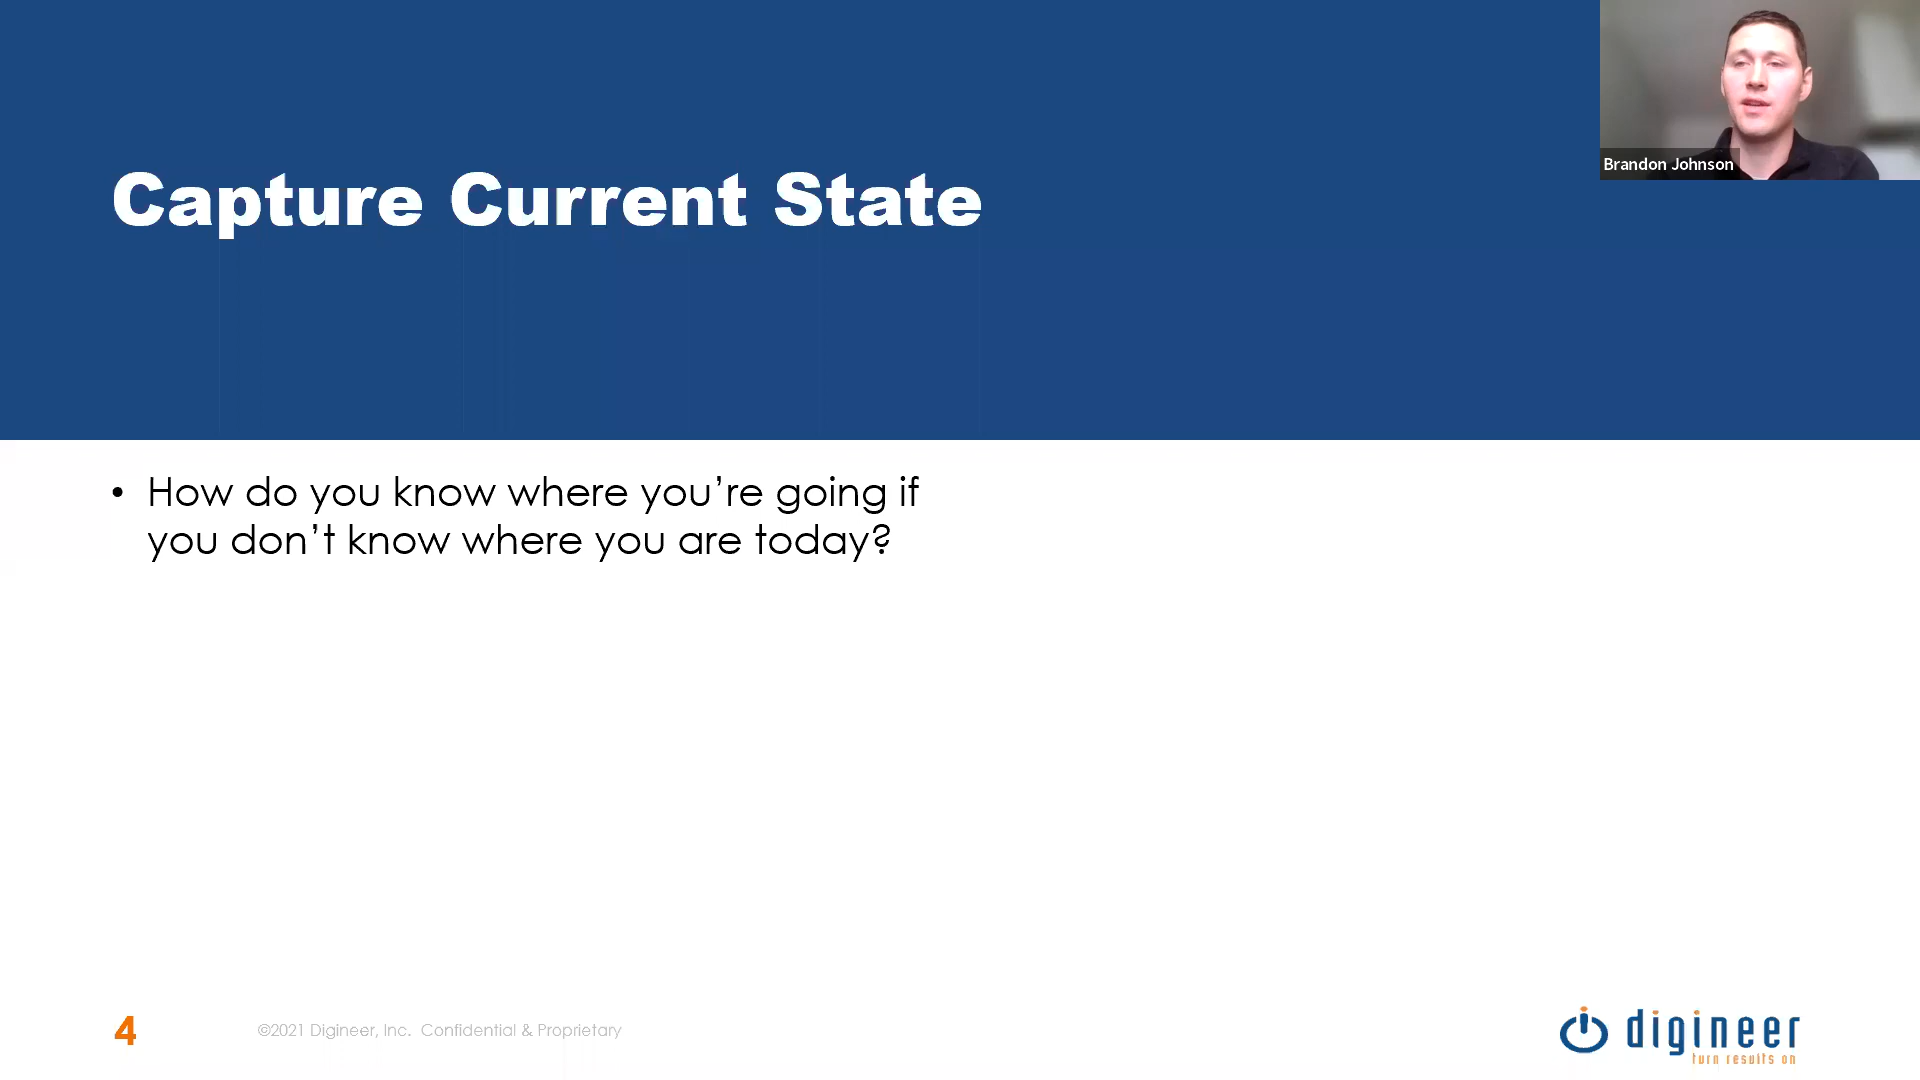 Capture Current State
Brandon Johnson
• How do you know where you’re going if
you don’t know where you are today?
4
©2021 Digineer, Inc. Confidential & Proprietary
digineer
turn results on